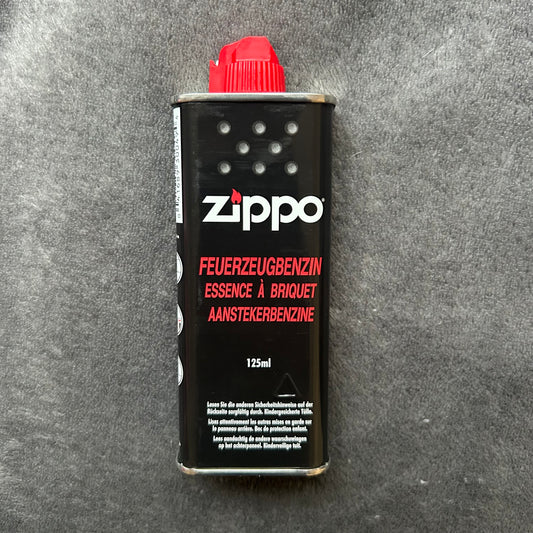 zippo
FEUERZEUGBENZIN
ESSENCE À BRIQUET
AANSTEKERBENZINE
125ml
Lesen Sie die anderen Sicherheitshinweise auf der
Rückseite sorgfältig durch. Kindergesicherte Tülle.
Lisez attentivement les autres mises en garde sur
le panneau arrière. Bec de protection enfant.
Lees aandachtig de andere waarschuwingen
op het achterpaneel. Kinderveilige tuit.